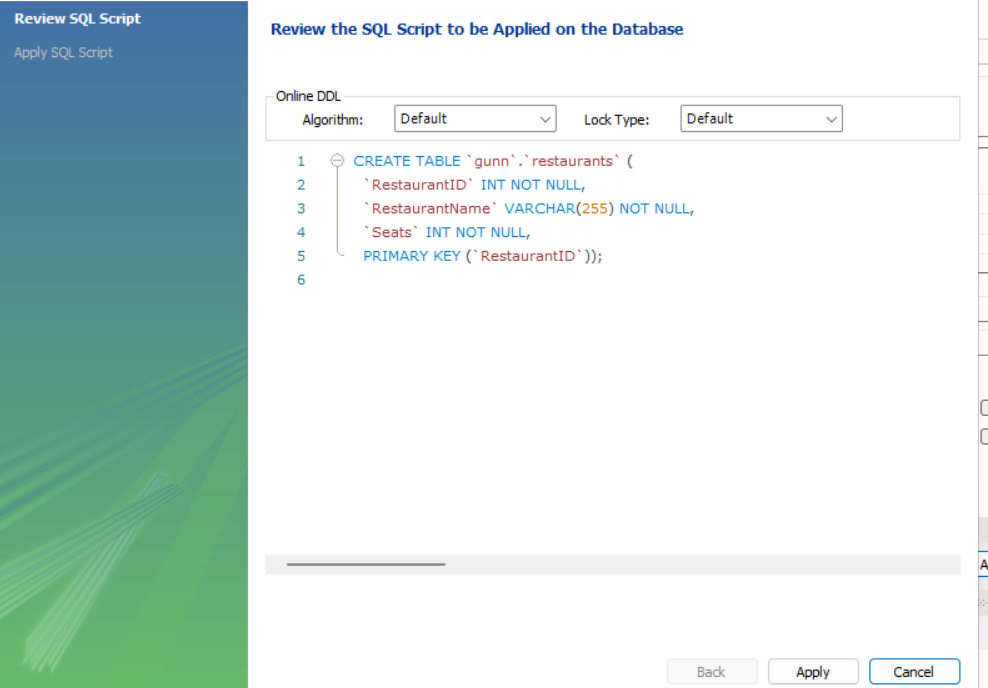 Review SQL Script
Apply SQL Script
Review the SQL Script to be Applied on the Database
Online DDL
Algorithm: Default Lock Type: Default
1 CREATE TABLE `gunn`.`restaurants` (
2 `RestaurantID` INT NOT NULL,
3 `RestaurantName` VARCHAR(255) NOT NULL,
4 `Seats` INT NOT NULL,
5 PRIMARY KEY (`RestaurantID`));
6
A
Back Apply Cancel